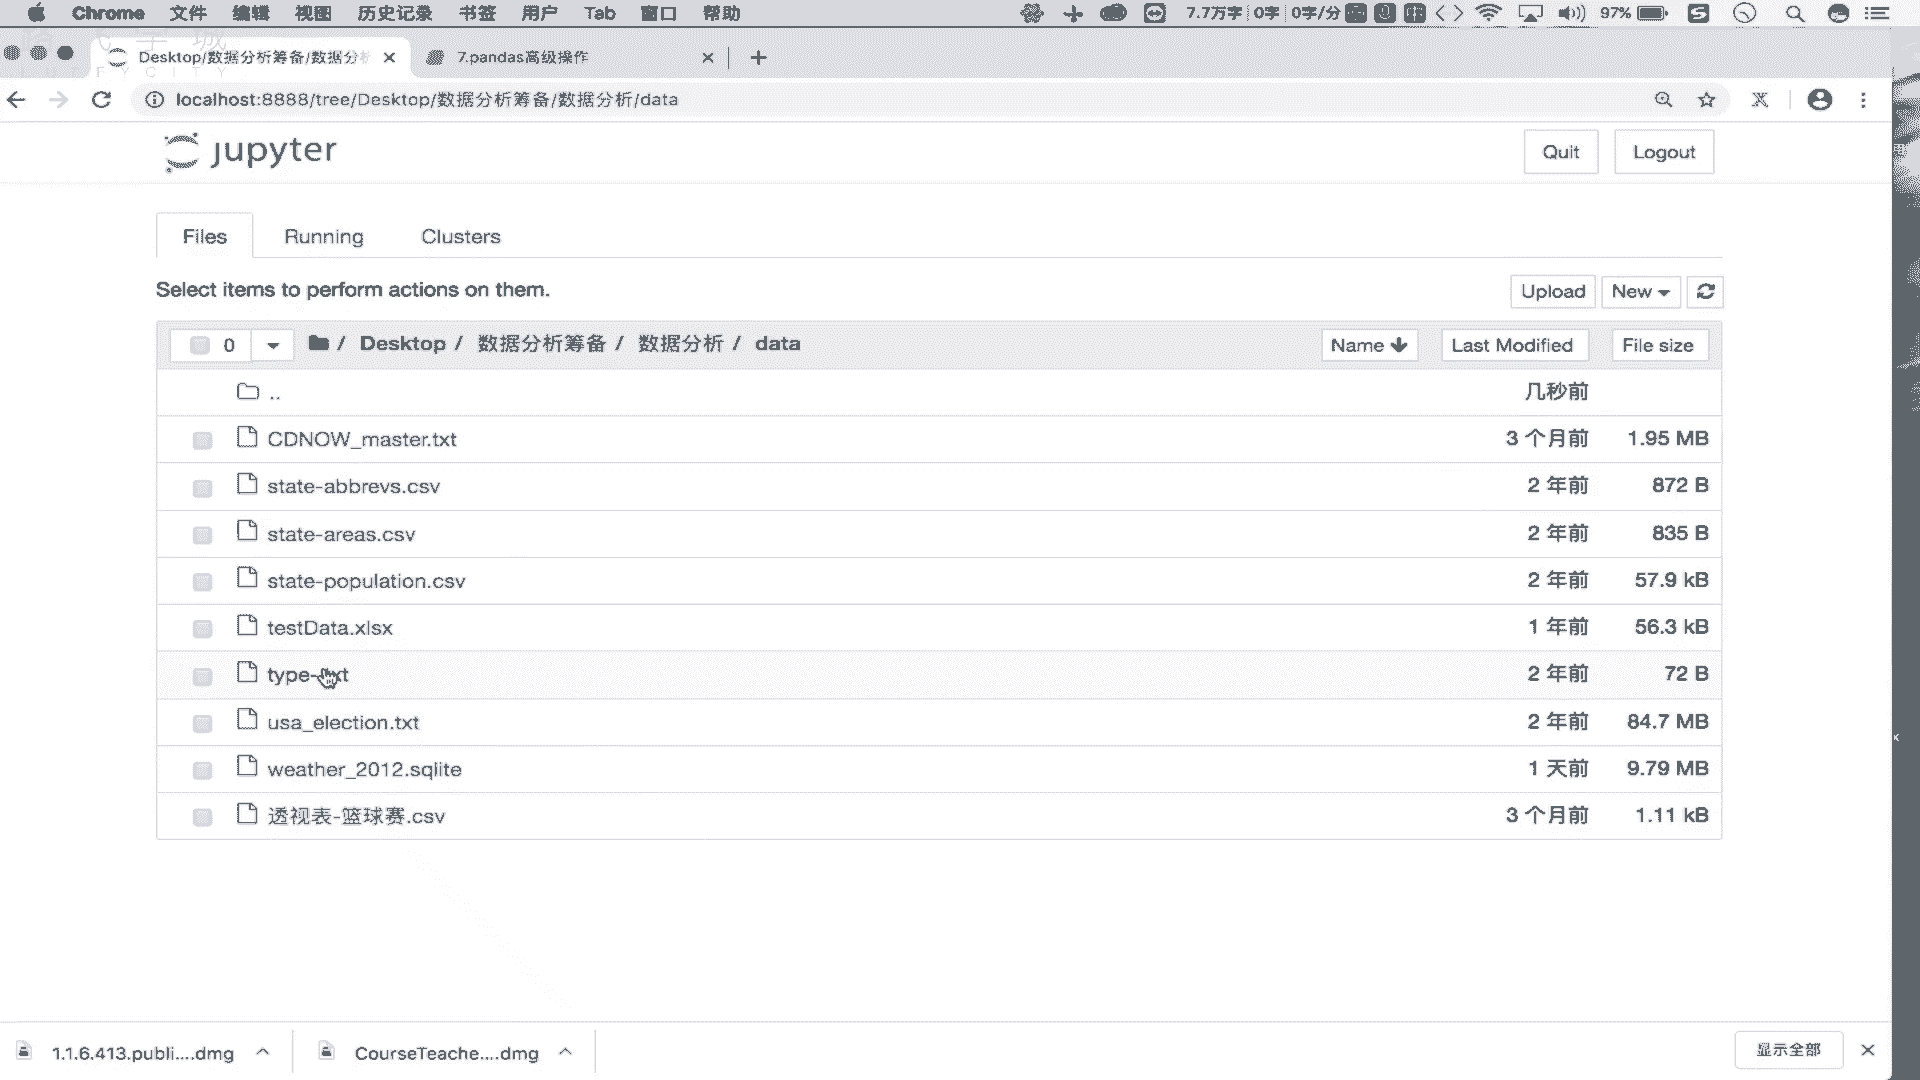 Chrome 文件 编辑 视图 历史记录 书签 用户 Tab 窗口 帮助 7.7万字 0字 0字/分 97%
Desktop/数据分析筹备/数据分析 7.pandas高级操作
localhost:8888/tree/Desktop/数据分析筹备/数据分析/data
jupyter Quit Logout
Files Running Clusters
Select items to perform actions on them. Upload New
0 / Desktop / 数据分析筹备 / 数据分析 / data Name Last Modified File size
.. 几秒前
CDNOW_master.txt 3 个月前 1.95 MB
state-abbrevs.csv 2 年前 872 B
state-areas.csv 2 年前 835 B
state-population.csv 2 年前 57.9 kB
testData.xlsx 1 年前 56.3 kB
2 年前 72 B
usa_election.txt 2 年前 84.7 MB
weather_2012.sqlite 1 天前 9.79 MB
透视表-篮球赛.csv 3 个月前 1.11 kB
1.1.6.413.publi....dmg CourseTeache....dmg 显示全部